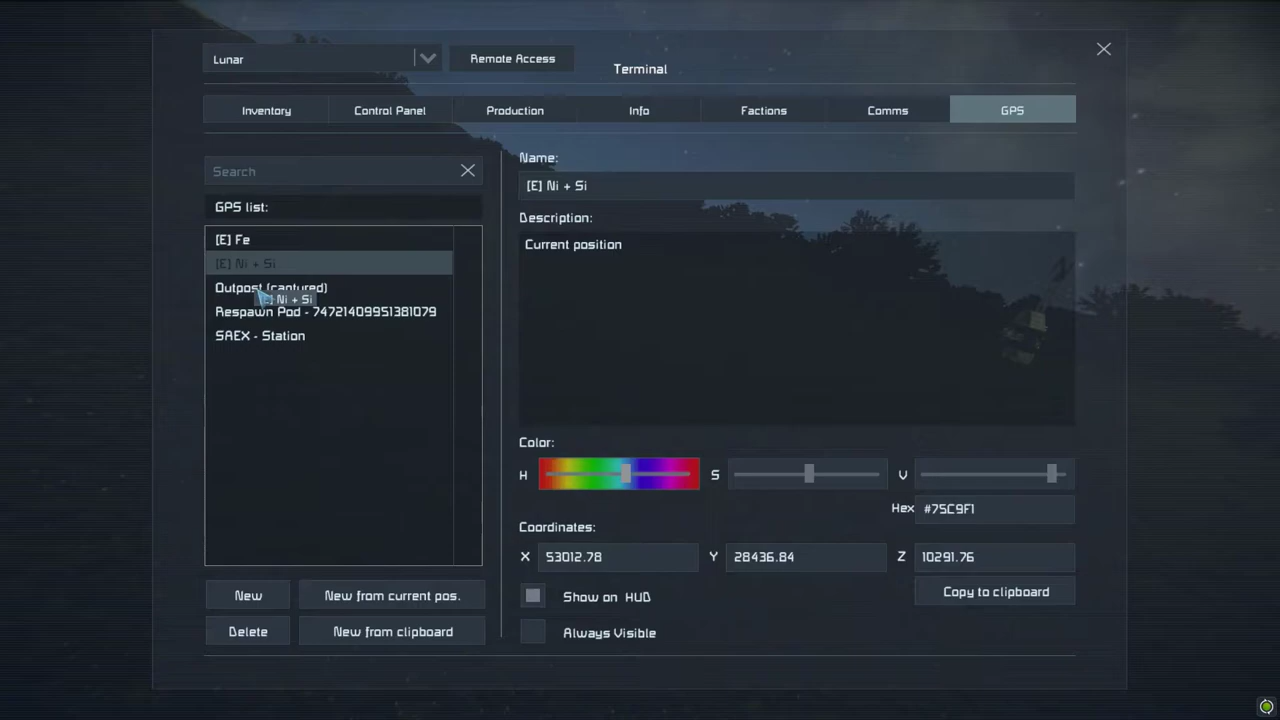 Lunar
Remote Access
Terminal
Inventory
Control Panel
Production
Info
Factions
Comms
GPS
Search
GPS list:
[E] Fe
[E] Ni + Si
Outpost (captured)
[E] Ni + Si
Respawn Pod - 74721409951381079
SAEX - Station
New
New from current pos.
Delete
New from clipboard
Name:
[E] Ni + Si
Description:
Current position
Color:
H
S
V
Hex #75C9F1
Coordinates:
X 53012.78
Y 28436.84
Z 10291.76
Show on HUD
Copy to clipboard
Always Visible